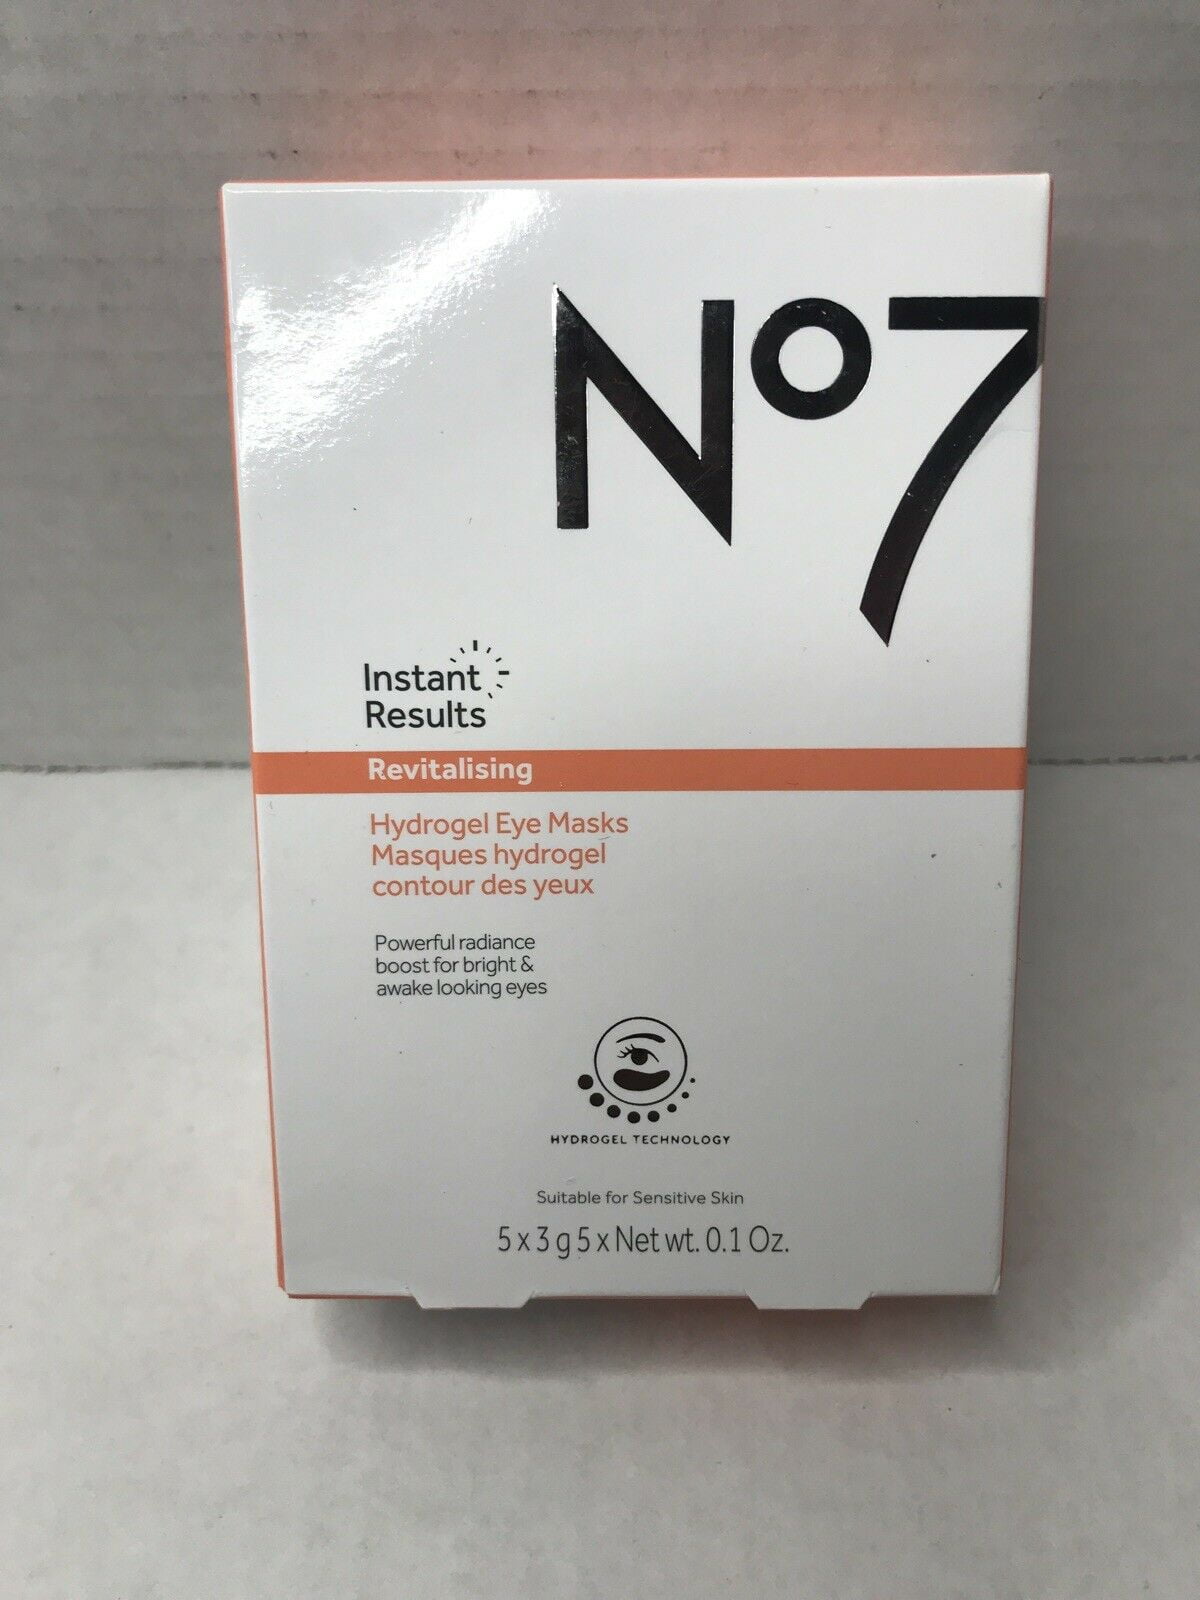 Nº7
Instant
Results
Revitalising
Hydrogel Eye Masks
Masques hydrogel
contour des yeux
Powerful radiance
boost for bright &
awake looking eyes
HYDROGEL TECHNOLOGY
Suitable for Sensitive Skin
5 x 3 g 5 x Net wt. 0.1 Oz.